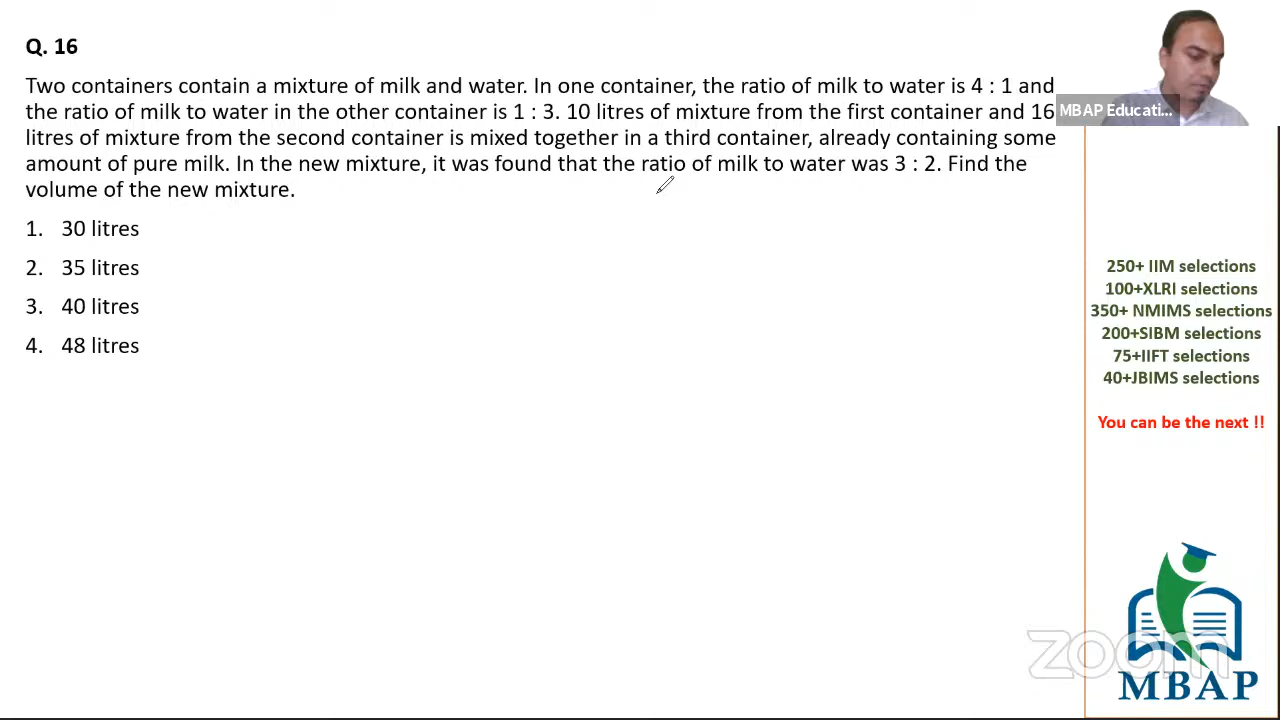 Q. 16
Two containers contain a mixture of milk and water. In one container, the ratio of milk to water is 4 : 1 and
the ratio of milk to water in the other container is 1 : 3. 10 litres of mixture from the first container and 16
litres of mixture from the second container is mixed together in a third container, already containing some
amount of pure milk. In the new mixture, it was found that the ratio of milk to water was 3 : 2. Find the
volume of the new mixture.
1. 30 litres
2. 35 litres
3. 40 litres
4. 48 litres
MBAP Educati...
250+ IIM selections
100+XLRI selections
350+ NMIMS selections
200+SIBM selections
75+IIFT selections
40+JBIMS selections
You can be the next !!
zoom
MBAP